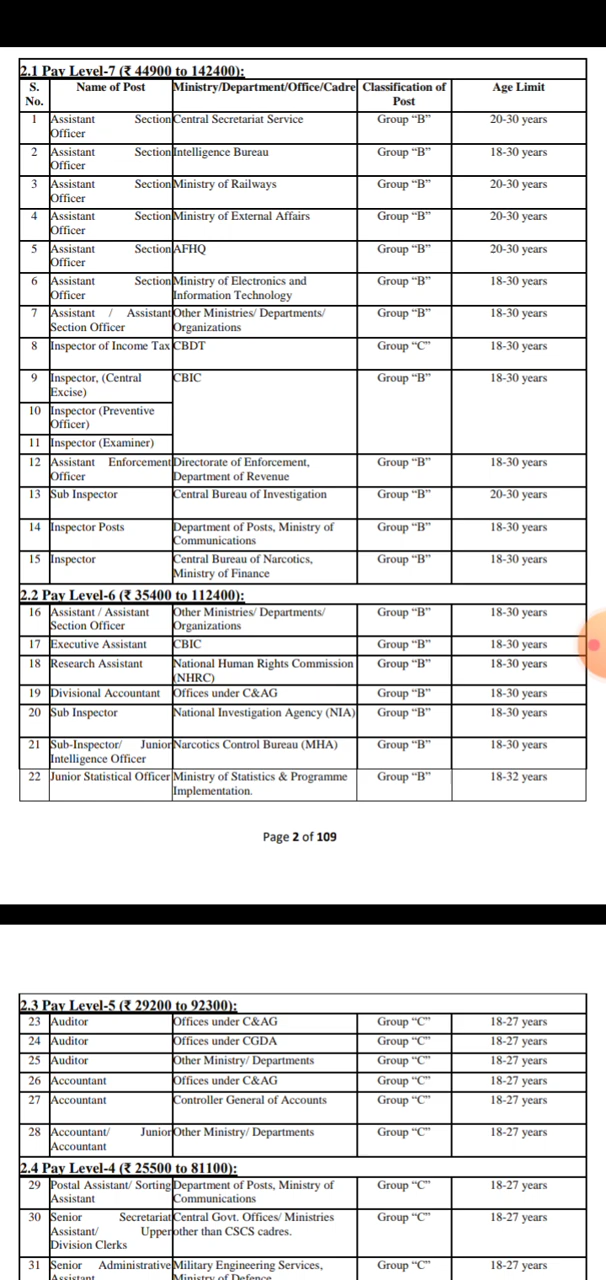 2.1 Pay Level-7 (₹ 44900 to 142400):
S. No. Name of Post Ministry/Department/Office/Cadre Classification of Post Age Limit
1 Assistant Section Officer Central Secretariat Service Group “B” 20-30 years
2 Assistant Section Officer Intelligence Bureau Group “B” 18-30 years
3 Assistant Section Officer Ministry of Railways Group “B” 20-30 years
4 Assistant Section Officer Ministry of External Affairs Group “B” 20-30 years
5 Assistant Section Officer AFHQ Group “B” 20-30 years
6 Assistant Section Officer Ministry of Electronics and Information Technology Group “B” 18-30 years
7 Assistant / Assistant Section Officer Other Ministries/ Departments/ Organizations Group “B” 18-30 years
8 Inspector of Income Tax CBDT Group “C” 18-30 years
9 Inspector, (Central Excise) CBIC Group “B” 18-30 years
10 Inspector (Preventive Officer)
11 Inspector (Examiner)
12 Assistant Enforcement Officer Directorate of Enforcement, Department of Revenue Group “B” 18-30 years
13 Sub Inspector Central Bureau of Investigation Group “B” 20-30 years
14 Inspector Posts Department of Posts, Ministry of Communications Group “B” 18-30 years
15 Inspector Central Bureau of Narcotics, Ministry of Finance Group “B” 18-30 years
2.2 Pay Level-6 (₹ 35400 to 112400):
16 Assistant / Assistant Section Officer Other Ministries/ Departments/ Organizations Group “B” 18-30 years
17 Executive Assistant CBIC Group “B” 18-30 years
18 Research Assistant National Human Rights Commission (NHRC) Group “B” 18-30 years
19 Divisional Accountant Offices under C&AG Group “B” 18-30 years
20 Sub Inspector National Investigation Agency (NIA) Group “B” 18-30 years
21 Sub-Inspector/ Junior Intelligence Officer Narcotics Control Bureau (MHA) Group “B” 18-30 years
22 Junior Statistical Officer Ministry of Statistics & Programme Implementation. Group “B” 18-32 years
Page 2 of 109
2.3 Pay Level-5 (₹ 29200 to 92300):
23 Auditor Offices under C&AG Group “C” 18-27 years
24 Auditor Offices under CGDA Group “C” 18-27 years
25 Auditor Other Ministry/ Departments Group “C” 18-27 years
26 Accountant Offices under C&AG Group “C” 18-27 years
27 Accountant Controller General of Accounts Group “C” 18-27 years
28 Accountant/ Junior Accountant Other Ministry/ Departments Group “C” 18-27 years
2.4 Pay Level-4 (₹ 25500 to 81100):
29 Postal Assistant/ Sorting Assistant Department of Posts, Ministry of Communications Group “C” 18-27 years
30 Senior Secretariat Assistant/ Upper Division Clerks Central Govt. Offices/ Ministries other than CSCS cadres. Group “C” 18-27 years
31 Senior Administrative Assistant Military Engineering Services, Ministry of Defence Group “C” 18-27 years